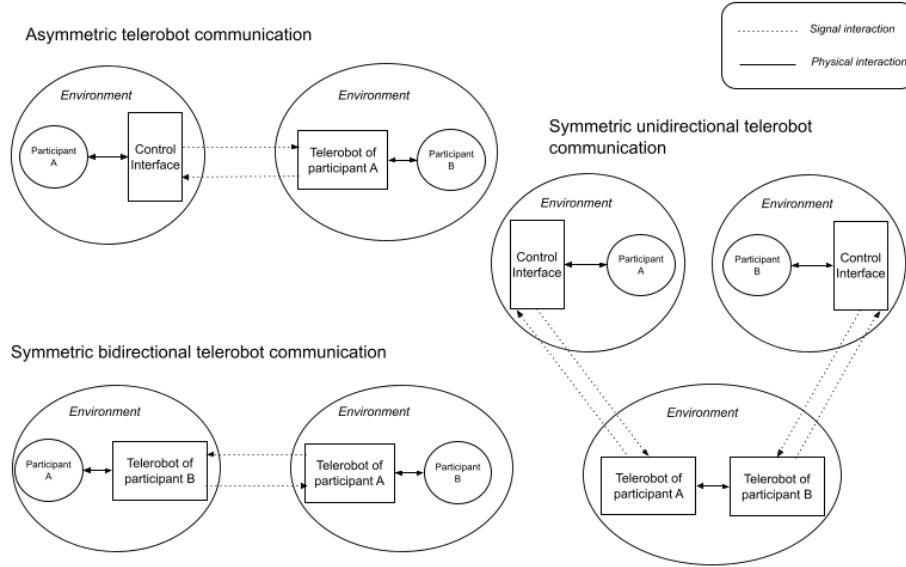 Asymmetric telerobot communication
Environment
Participant
A
Control
Interface
Environment
Telerobot of
participant A
Participant
B
Signal interaction
Physical interaction
Symmetric unidirectional telerobot
communication
Environment
Control
Interface
Participant
A
Environment
Participant
B
Control
Interface
Environment
Telerobot of
participant A
Telerobot of
participant B
Symmetric bidirectional telerobot communication
Environment
Participant
A
Telerobot of
participant B
Environment
Telerobot of
participant A
Participant
B